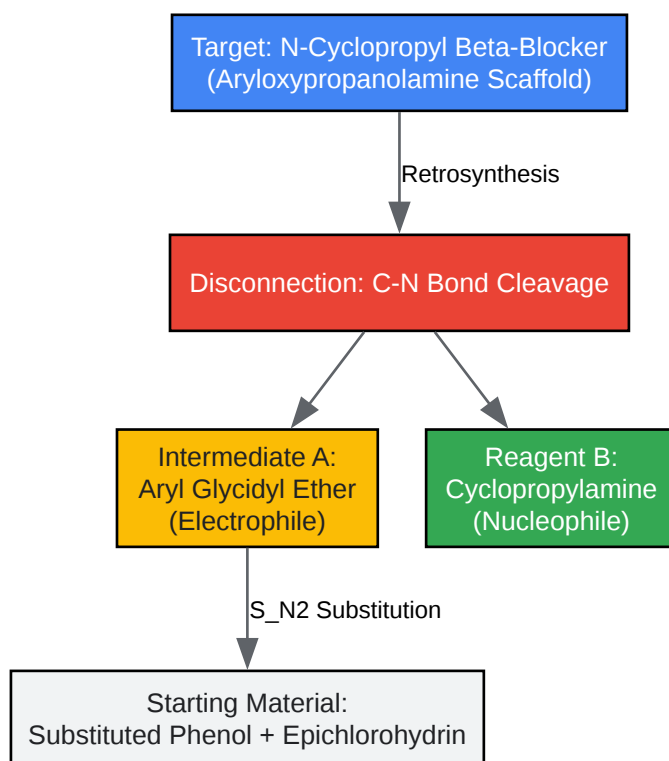 Target: N-Cyclopropyl Beta-Blocker
(Aryloxypropanolamine Scaffold)
Retrosynthesis
Disconnection: C-N Bond Cleavage
Intermediate A:
Aryl Glycidyl Ether
(Electrophile)
Reagent B:
Cyclopropylamine
(Nucleophile)
S_N2 Substitution
Starting Material:
Substituted Phenol + Epichlorohydrin